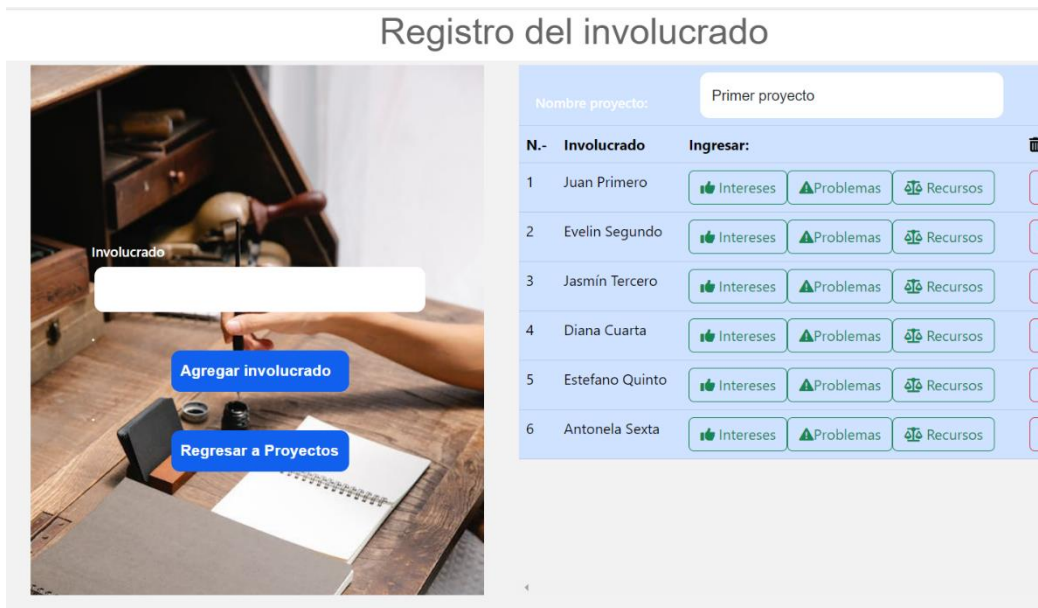 Registro del involucrado
Involucrado
Agregar involucrado
Regresar a Proyectos
Nombre proyecto: Primer proyecto
N.- Involucrado Ingresar:
1 Juan Primero Intereses Problemas Recursos
2 Evelin Segundo Intereses Problemas Recursos
3 Jasmín Tercero Intereses Problemas Recursos
4 Diana Cuarta Intereses Problemas Recursos
5 Estefano Quinto Intereses Problemas Recursos
6 Antonela Sexta Intereses Problemas Recursos